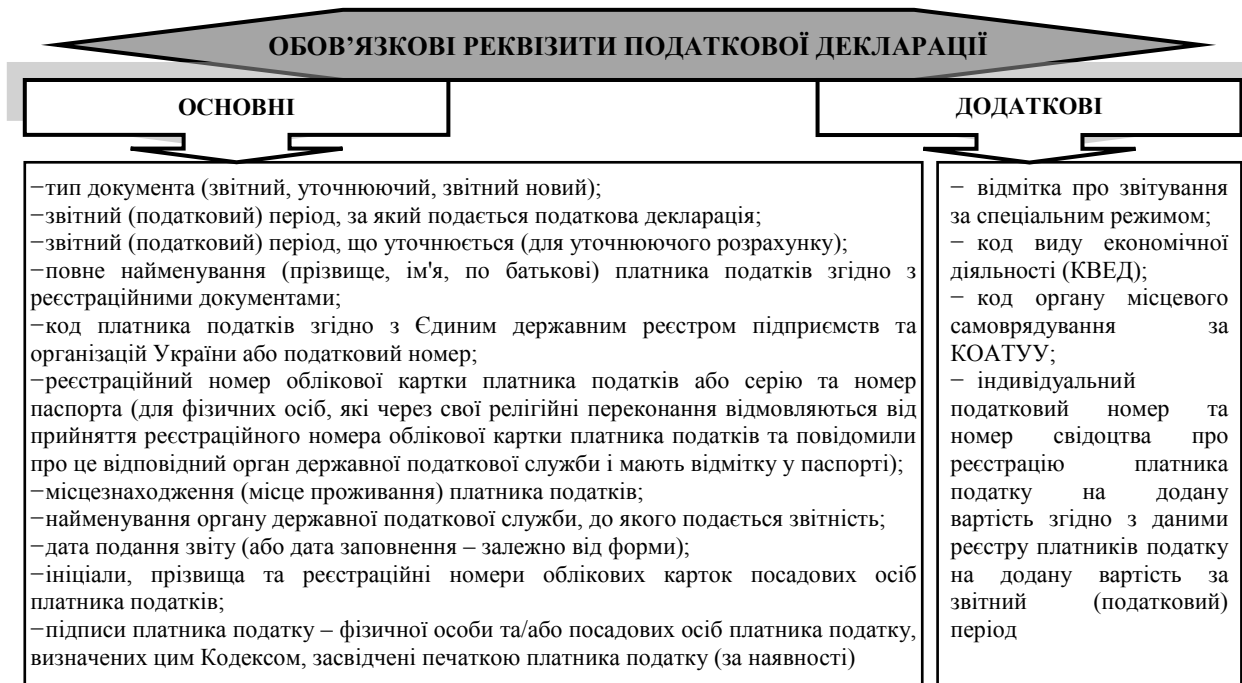 ОБОВ’ЯЗКОВІ РЕКВІЗИТИ ПОДАТКОВОЇ ДЕКЛАРАЦІЇ
ОСНОВНІ
−тип документа (звітний, уточнюючий, звітний новий);
−звітний (податковий) період, за який подається податкова декларація;
−звітний (податковий) період, що уточнюється (для уточнюючого розрахунку);
−повне найменування (прізвище, ім'я, по батькові) платника податків згідно з
реєстраційними документами;
−код платника податків згідно з Єдиним державним реєстром підприємств та
організацій України або податковий номер;
−реєстраційний номер облікової картки платника податків або серію та номер
паспорта (для фізичних осіб, які через свої релігійні переконання відмовляються від
прийняття реєстраційного номера облікової картки платника податків та повідомили
про це відповідний орган державної податкової служби і мають відмітку у паспорті);
−місцезнаходження (місце проживання) платника податків;
−найменування органу державної податкової служби, до якого подається звітність;
−дата подання звіту (або дата заповнення – залежно від форми);
−ініціали, прізвища та реєстраційні номери облікових карток посадових осіб
платника податків;
−підписи платника податку – фізичної особи та/або посадових осіб платника податку,
визначених цим Кодексом, засвідчені печаткою платника податку (за наявності)
ДОДАТКОВІ
− відмітка про звітування
за спеціальним режимом;
− код виду економічної
діяльності (КВЕД);
− код органу місцевого
самоврядування за
КОАТУУ;
− індивідуальний
податковий номер та
номер свідоцтва про
реєстрацію платника
податку на додану
вартість згідно з даними
реєстру платників податку
на додану вартість за
звітний (податковий)
період